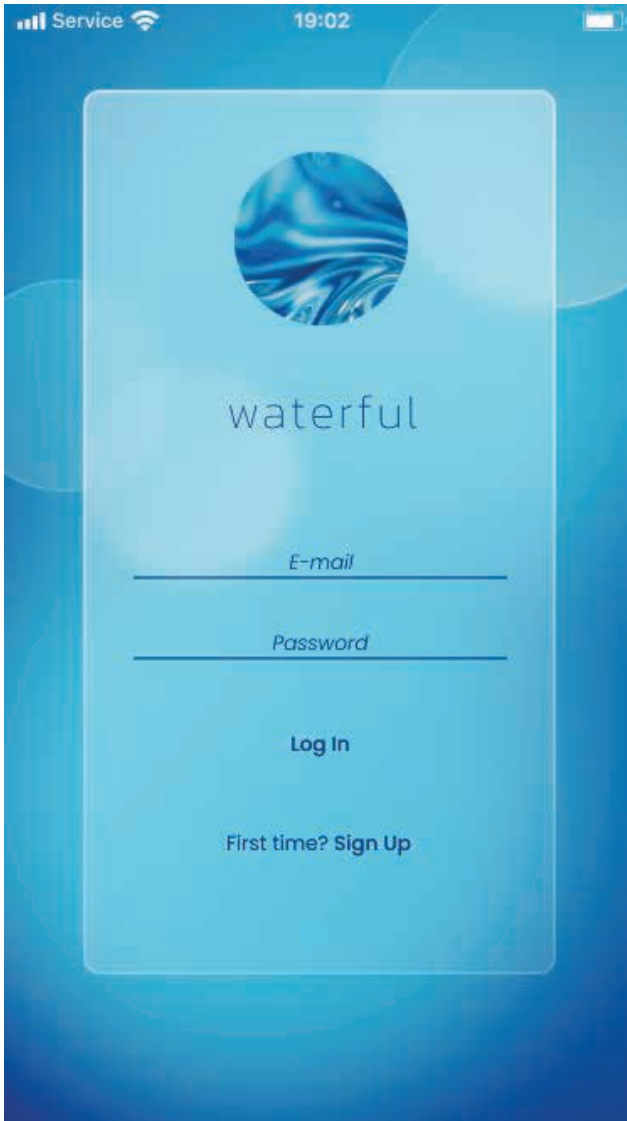 Service 19:02
waterful
E-mail
Password
Log In
First time? Sign Up